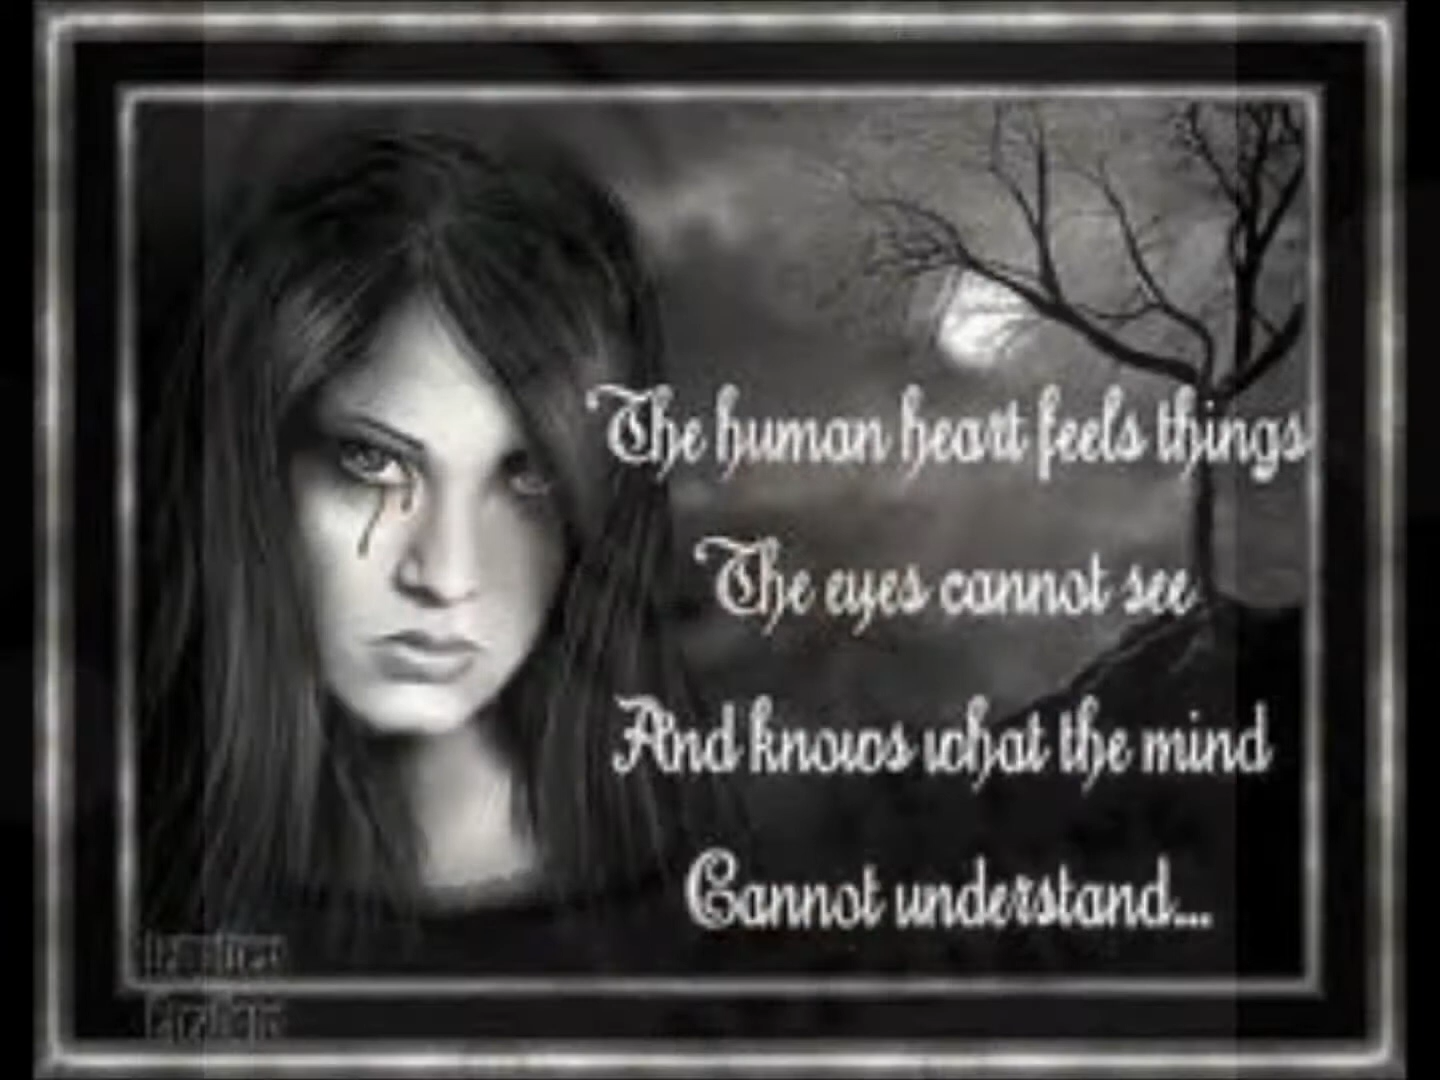 The human heart feels things
The eyes cannot see
And knows what the mind
Cannot understand...